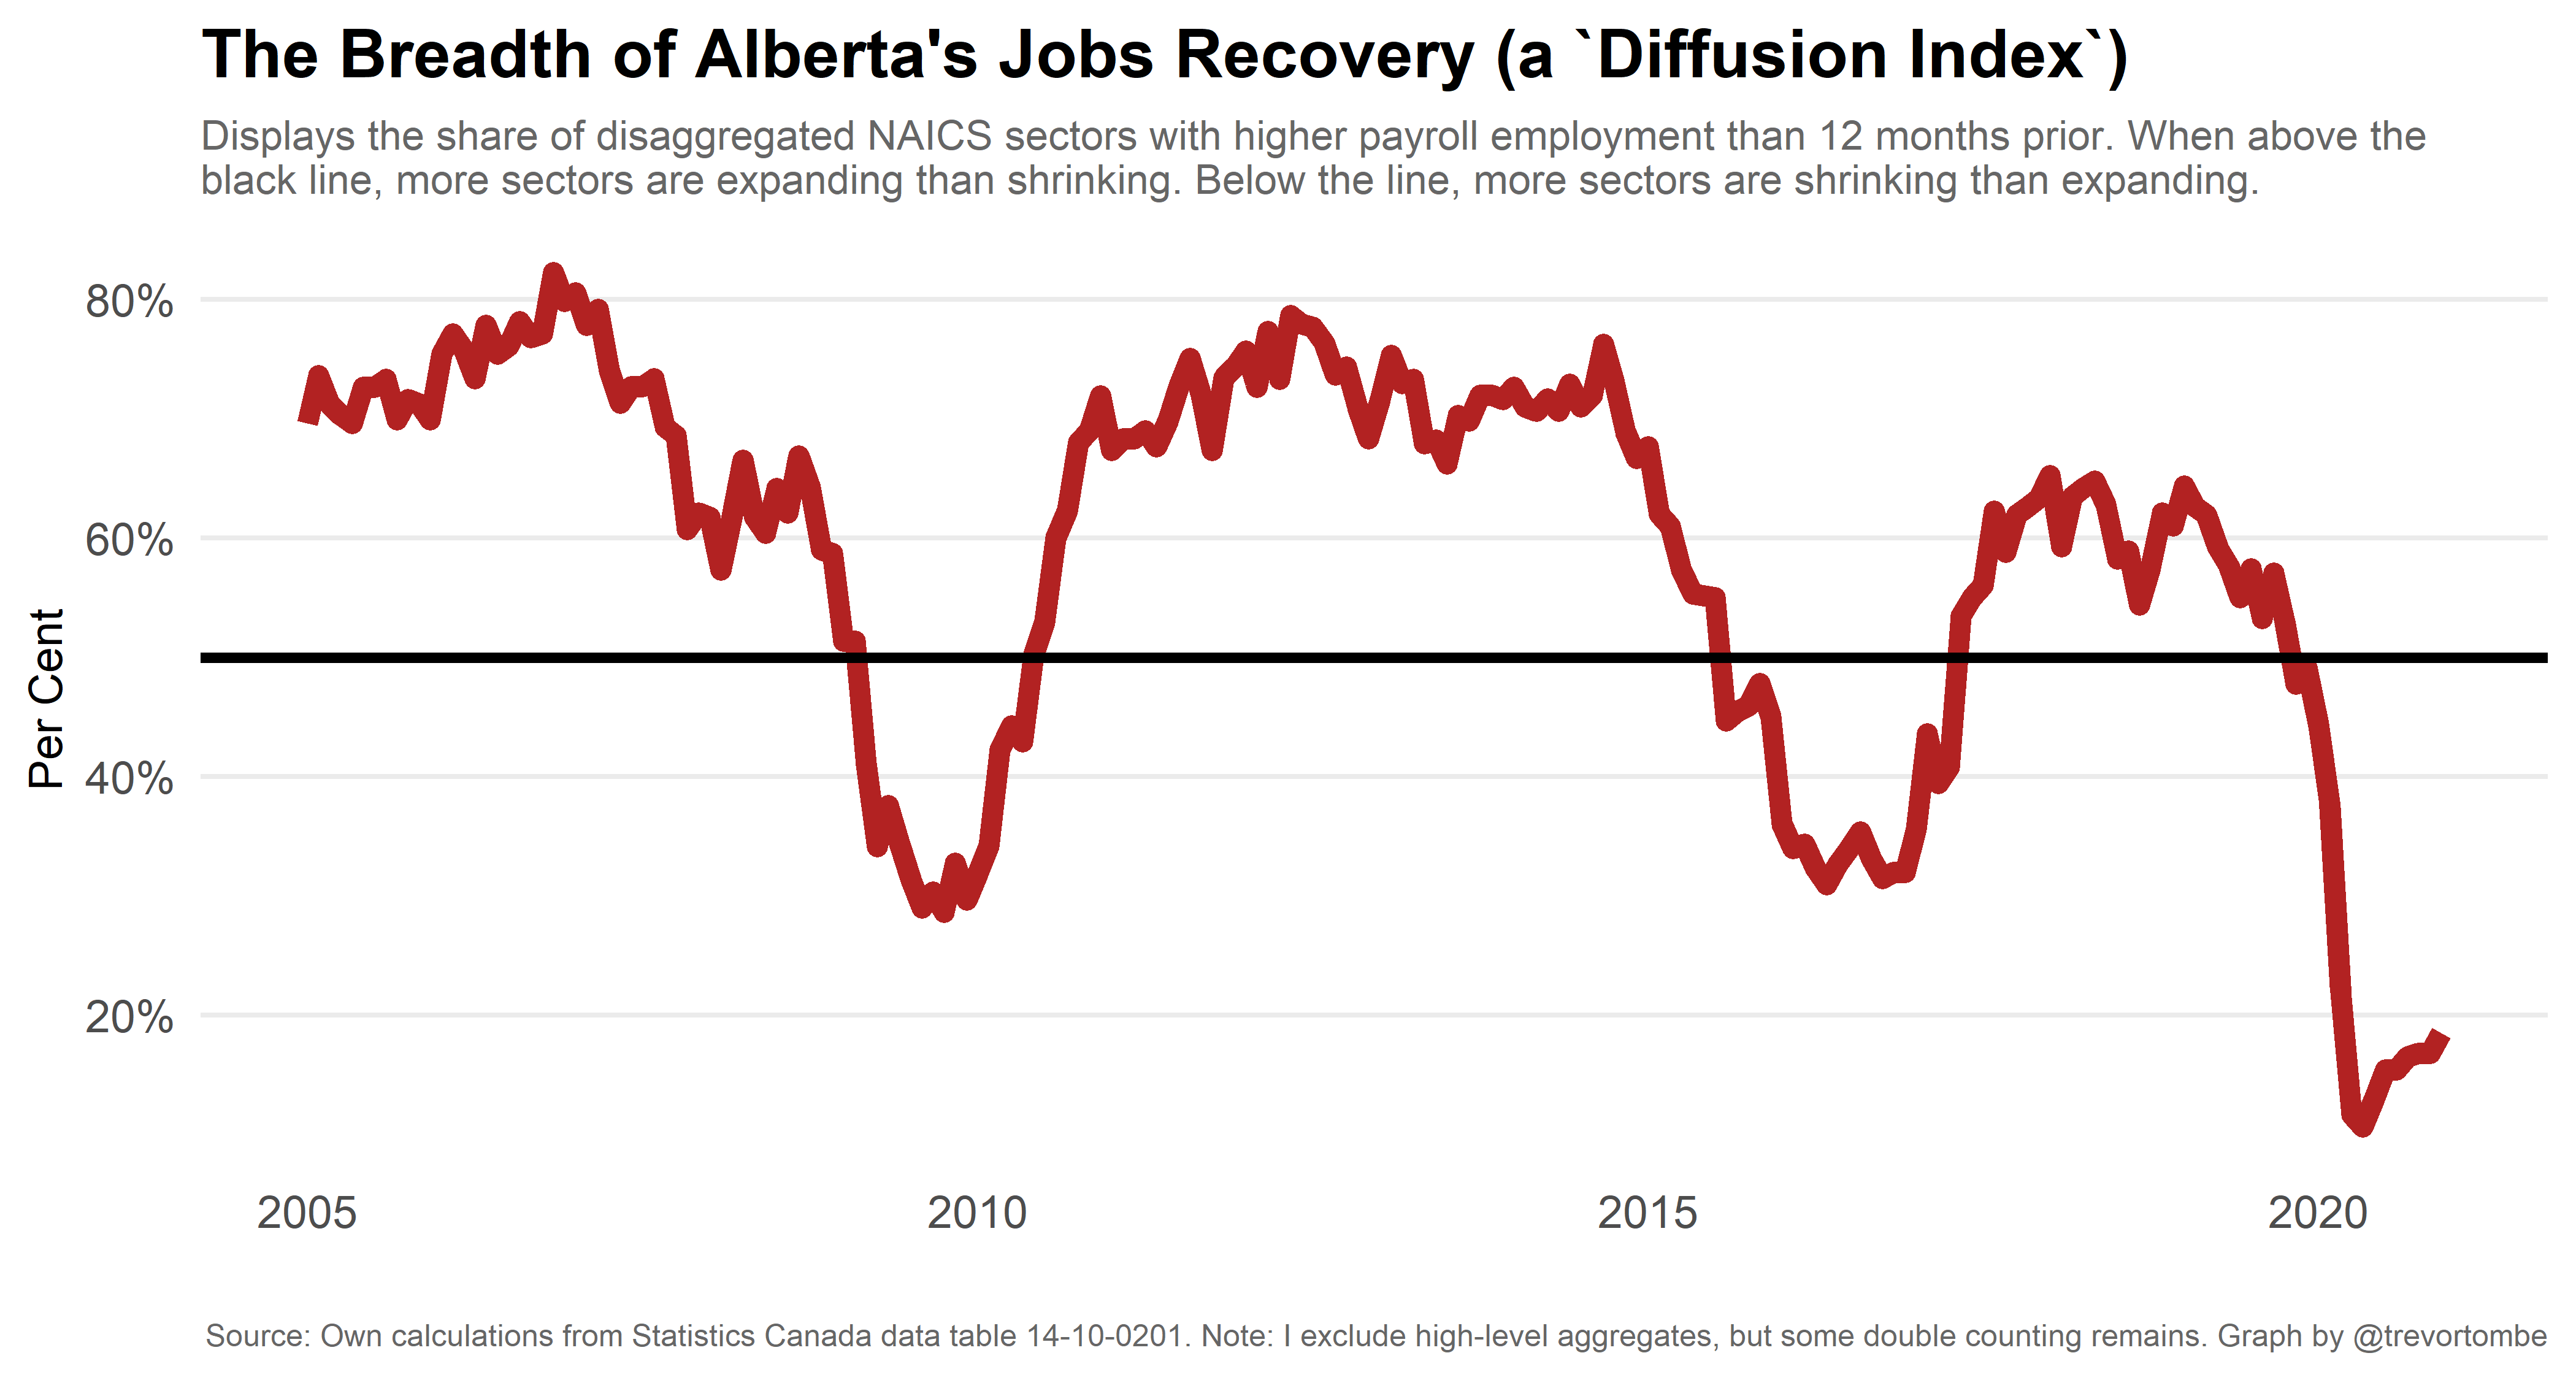 The Breadth of Alberta's Jobs Recovery (a `Diffusion Index`)
Displays the share of disaggregated NAICS sectors with higher payroll employment than 12 months prior. When above the
black line, more sectors are expanding than shrinking. Below the line, more sectors are shrinking than expanding.
80%
60%
40%
20%
Per Cent
2005
2010
2015
2020
Source: Own calculations from Statistics Canada data table 14-10-0201. Note: I exclude high-level aggregates, but some double counting remains. Graph by @trevortombe